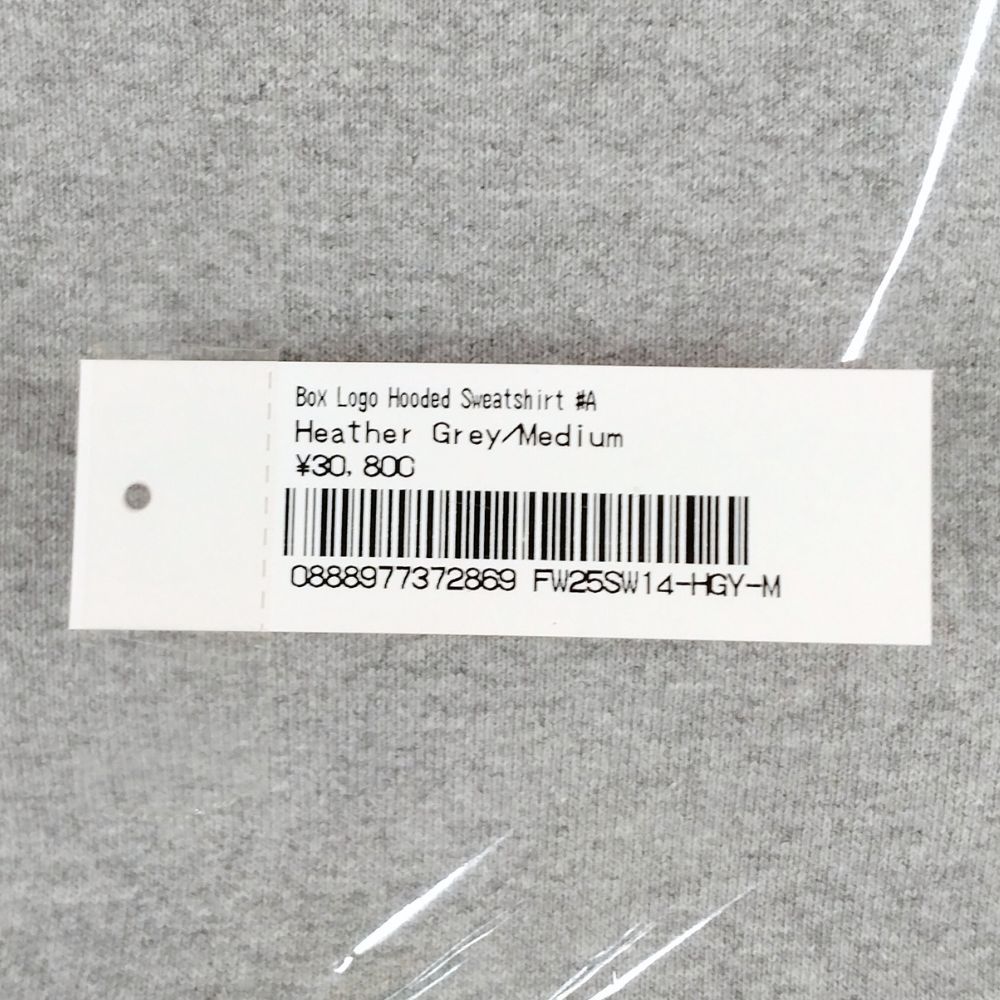 Box Logo Hooded Sweatshirt #A
Heather Grey/Medium
¥30,800
0888977372869 FW25SW14-HGY-M